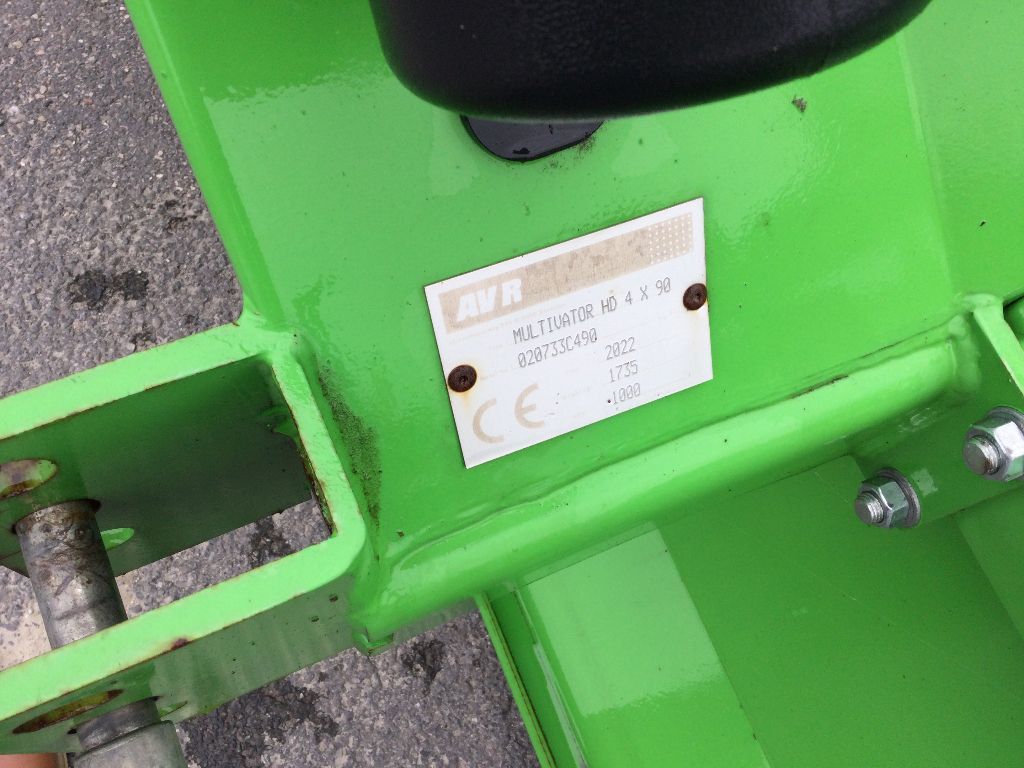 AVR
MULTIVATOR HD 4 X 90
020733C490
2022
1735
1000
CE